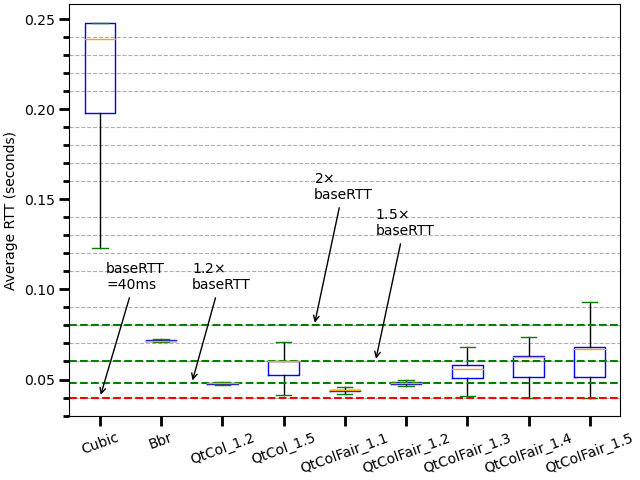 0.25
0.20
0.15
0.10
0.05
Average RTT (seconds)
2×
baseRTT
1.5×
baseRTT
baseRTT
=40ms
1.2×
baseRTT
Cubic
Bbr
QtCol_1.2
QtCol_1.5
QtColFair_1.1
QtColFair_1.2
QtColFair_1.3
QtColFair_1.4
QtColFair_1.5